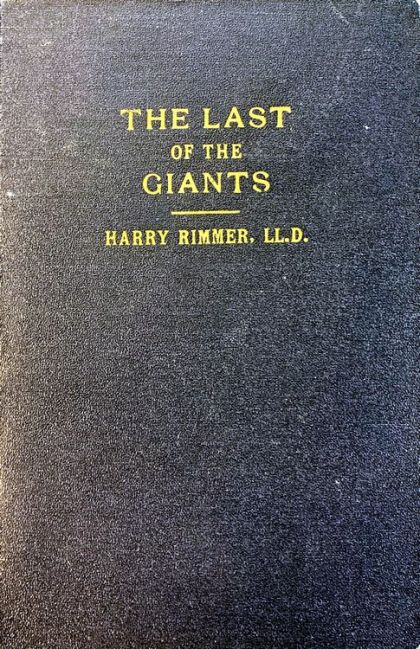 THE LAST
OF THE
GIANTS
HARRY RIMMER, LL.D.